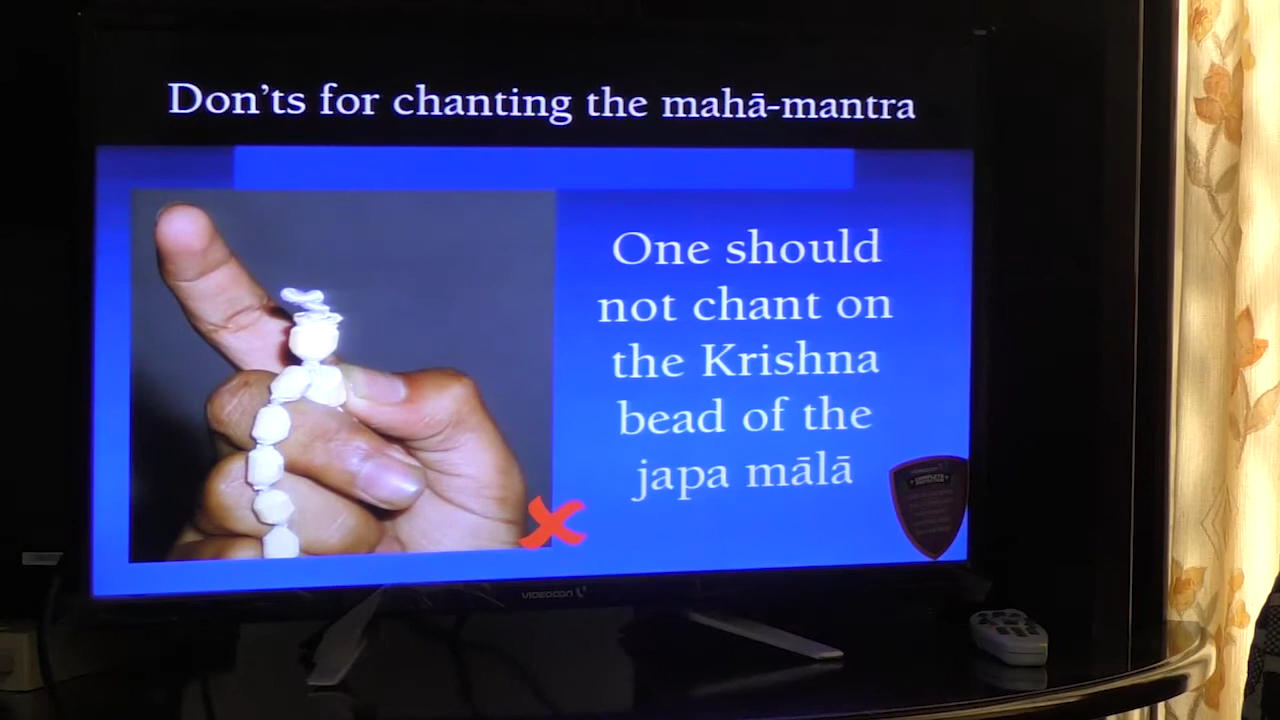 Don'ts for chanting the mahā-mantra
One should
not chant on
the Krishna
bead of the
japa mālā
VIDEOCON